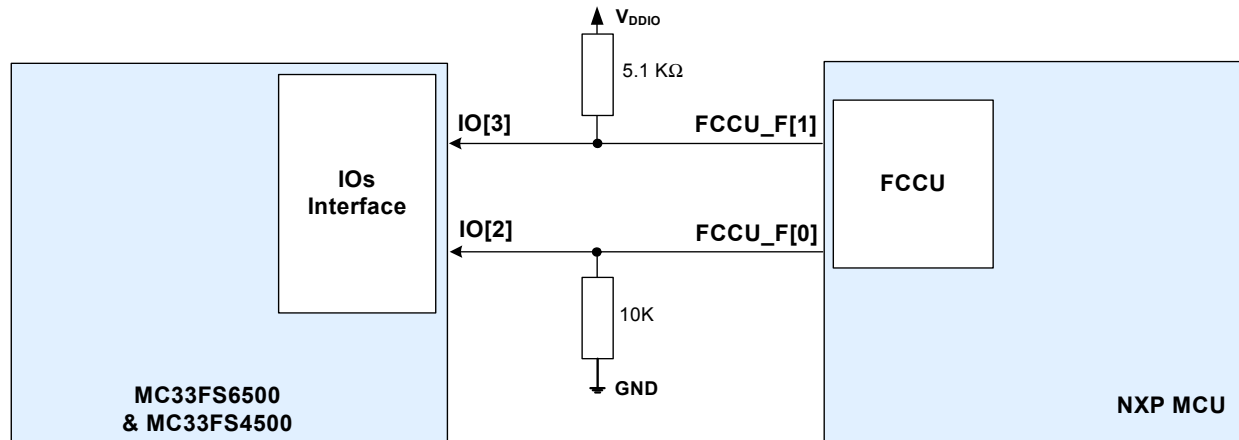 V_DDIO
5.1 KΩ
IO[3]
FCCU_F[1]
IOs
Interface
FCCU
IO[2]
FCCU_F[0]
10K
GND
MC33FS6500
& MC33FS4500
NXP MCU